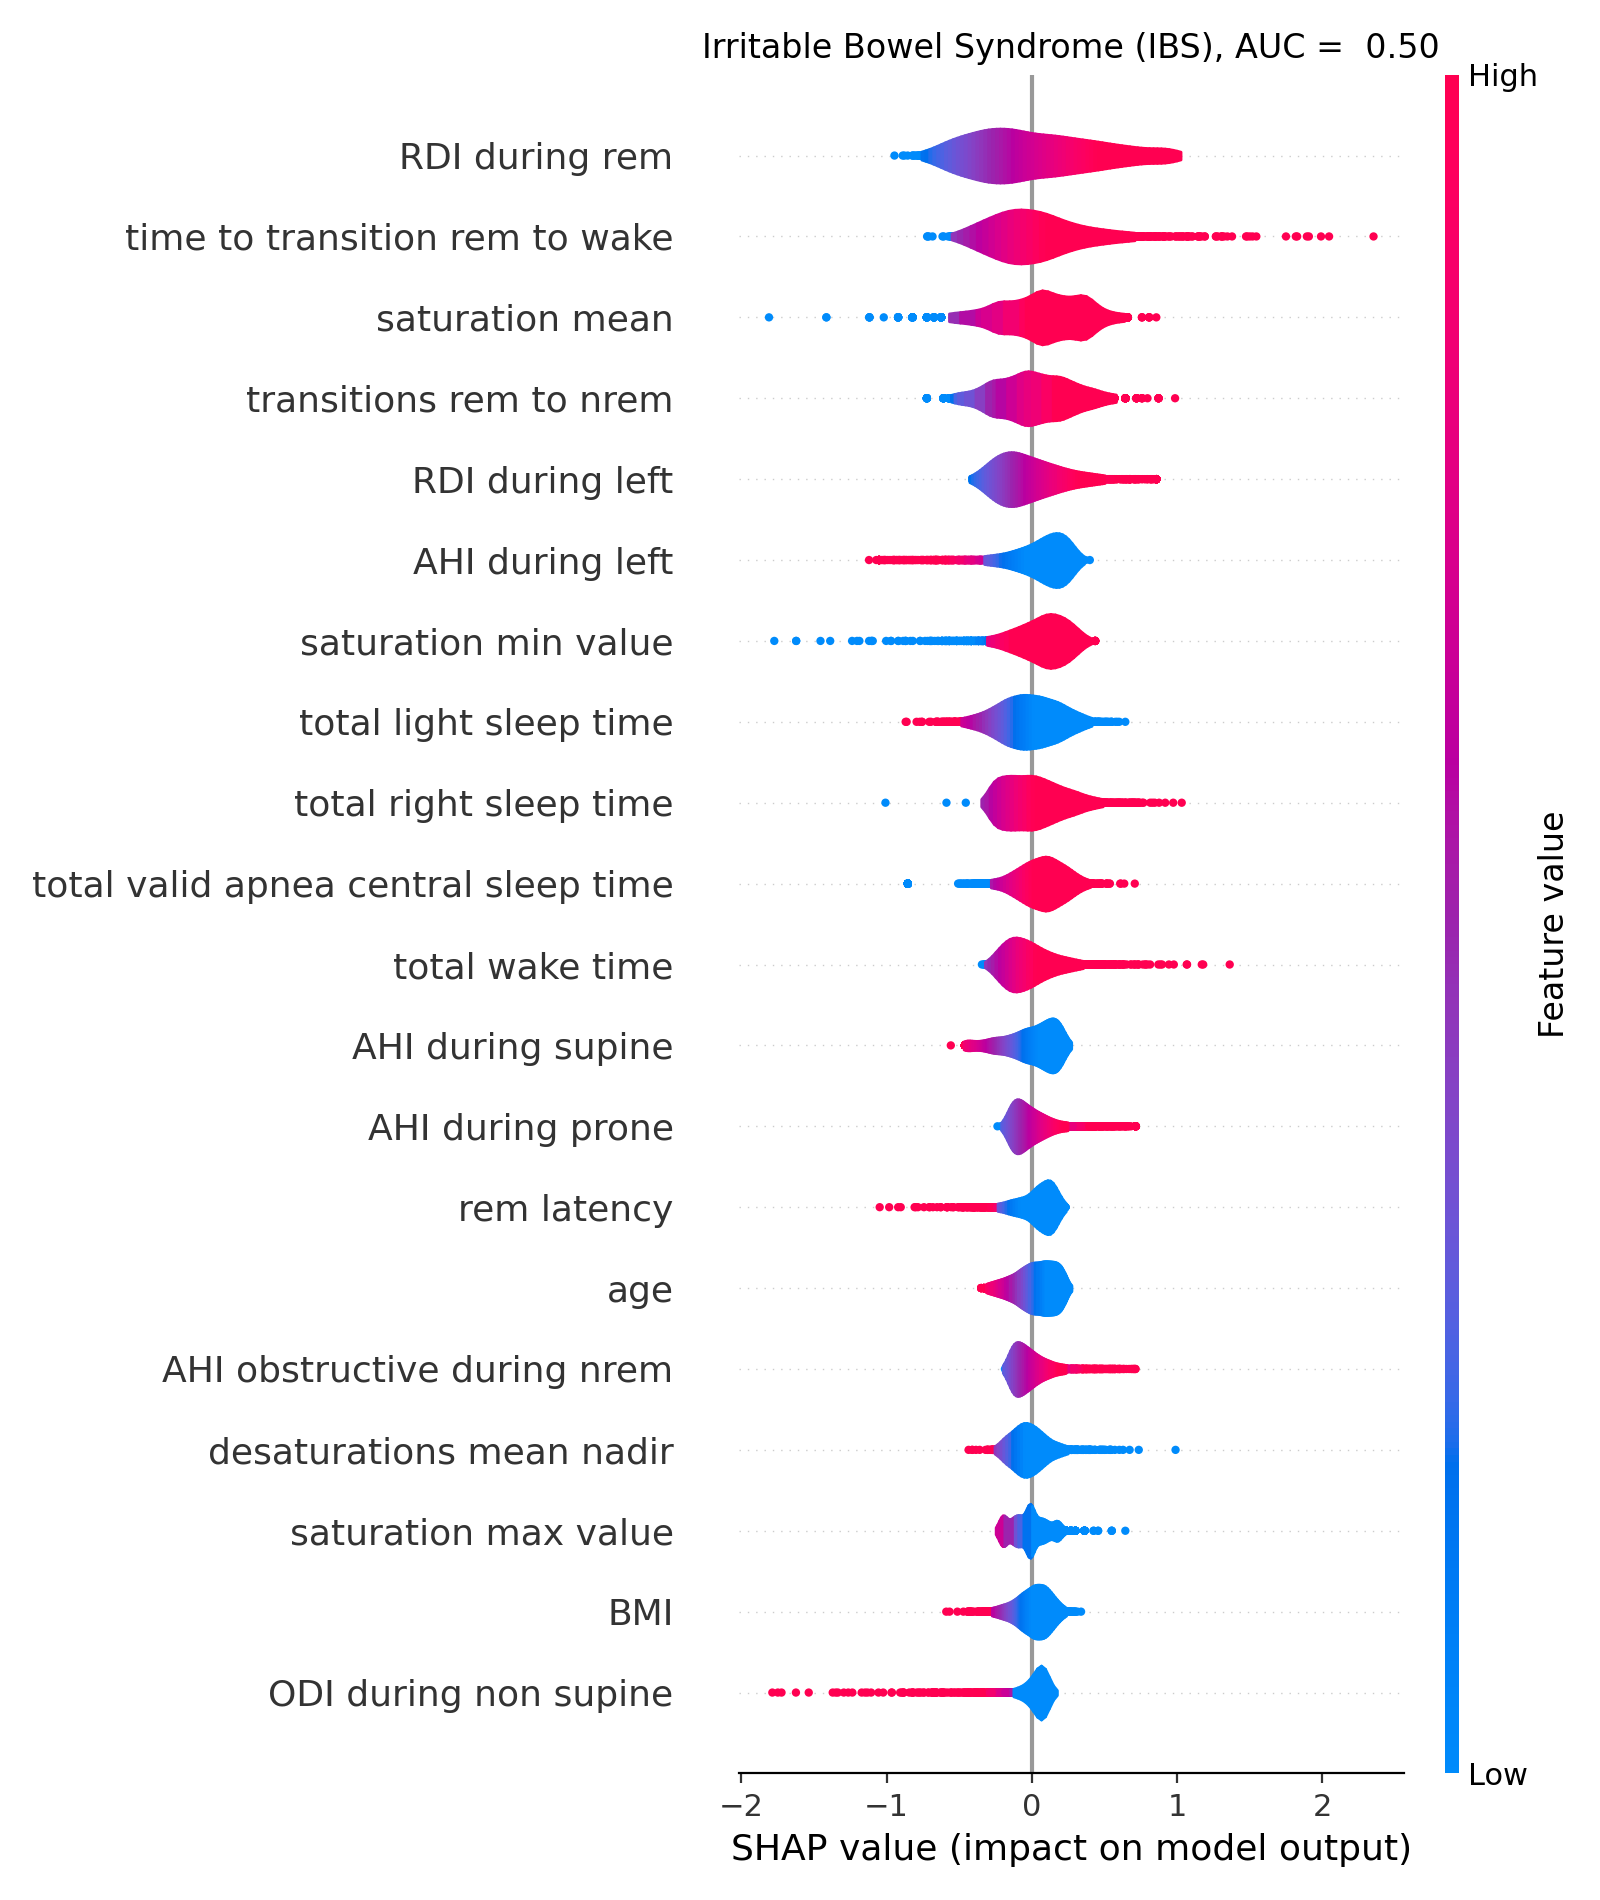 Irritable Bowel Syndrome (IBS), AUC = 0.50
High
RDI during rem
time to transition rem to wake
saturation mean
transitions rem to nrem
RDI during left
AHI during left
saturation min value
total light sleep time
total right sleep time
total valid apnea central sleep time
total wake time
AHI during supine
AHI during prone
rem latency
age
AHI obstructive during nrem
desaturations mean nadir
saturation max value
BMI
ODI during non supine
Feature value
Low
−2 −1 0 1 2
SHAP value (impact on model output)